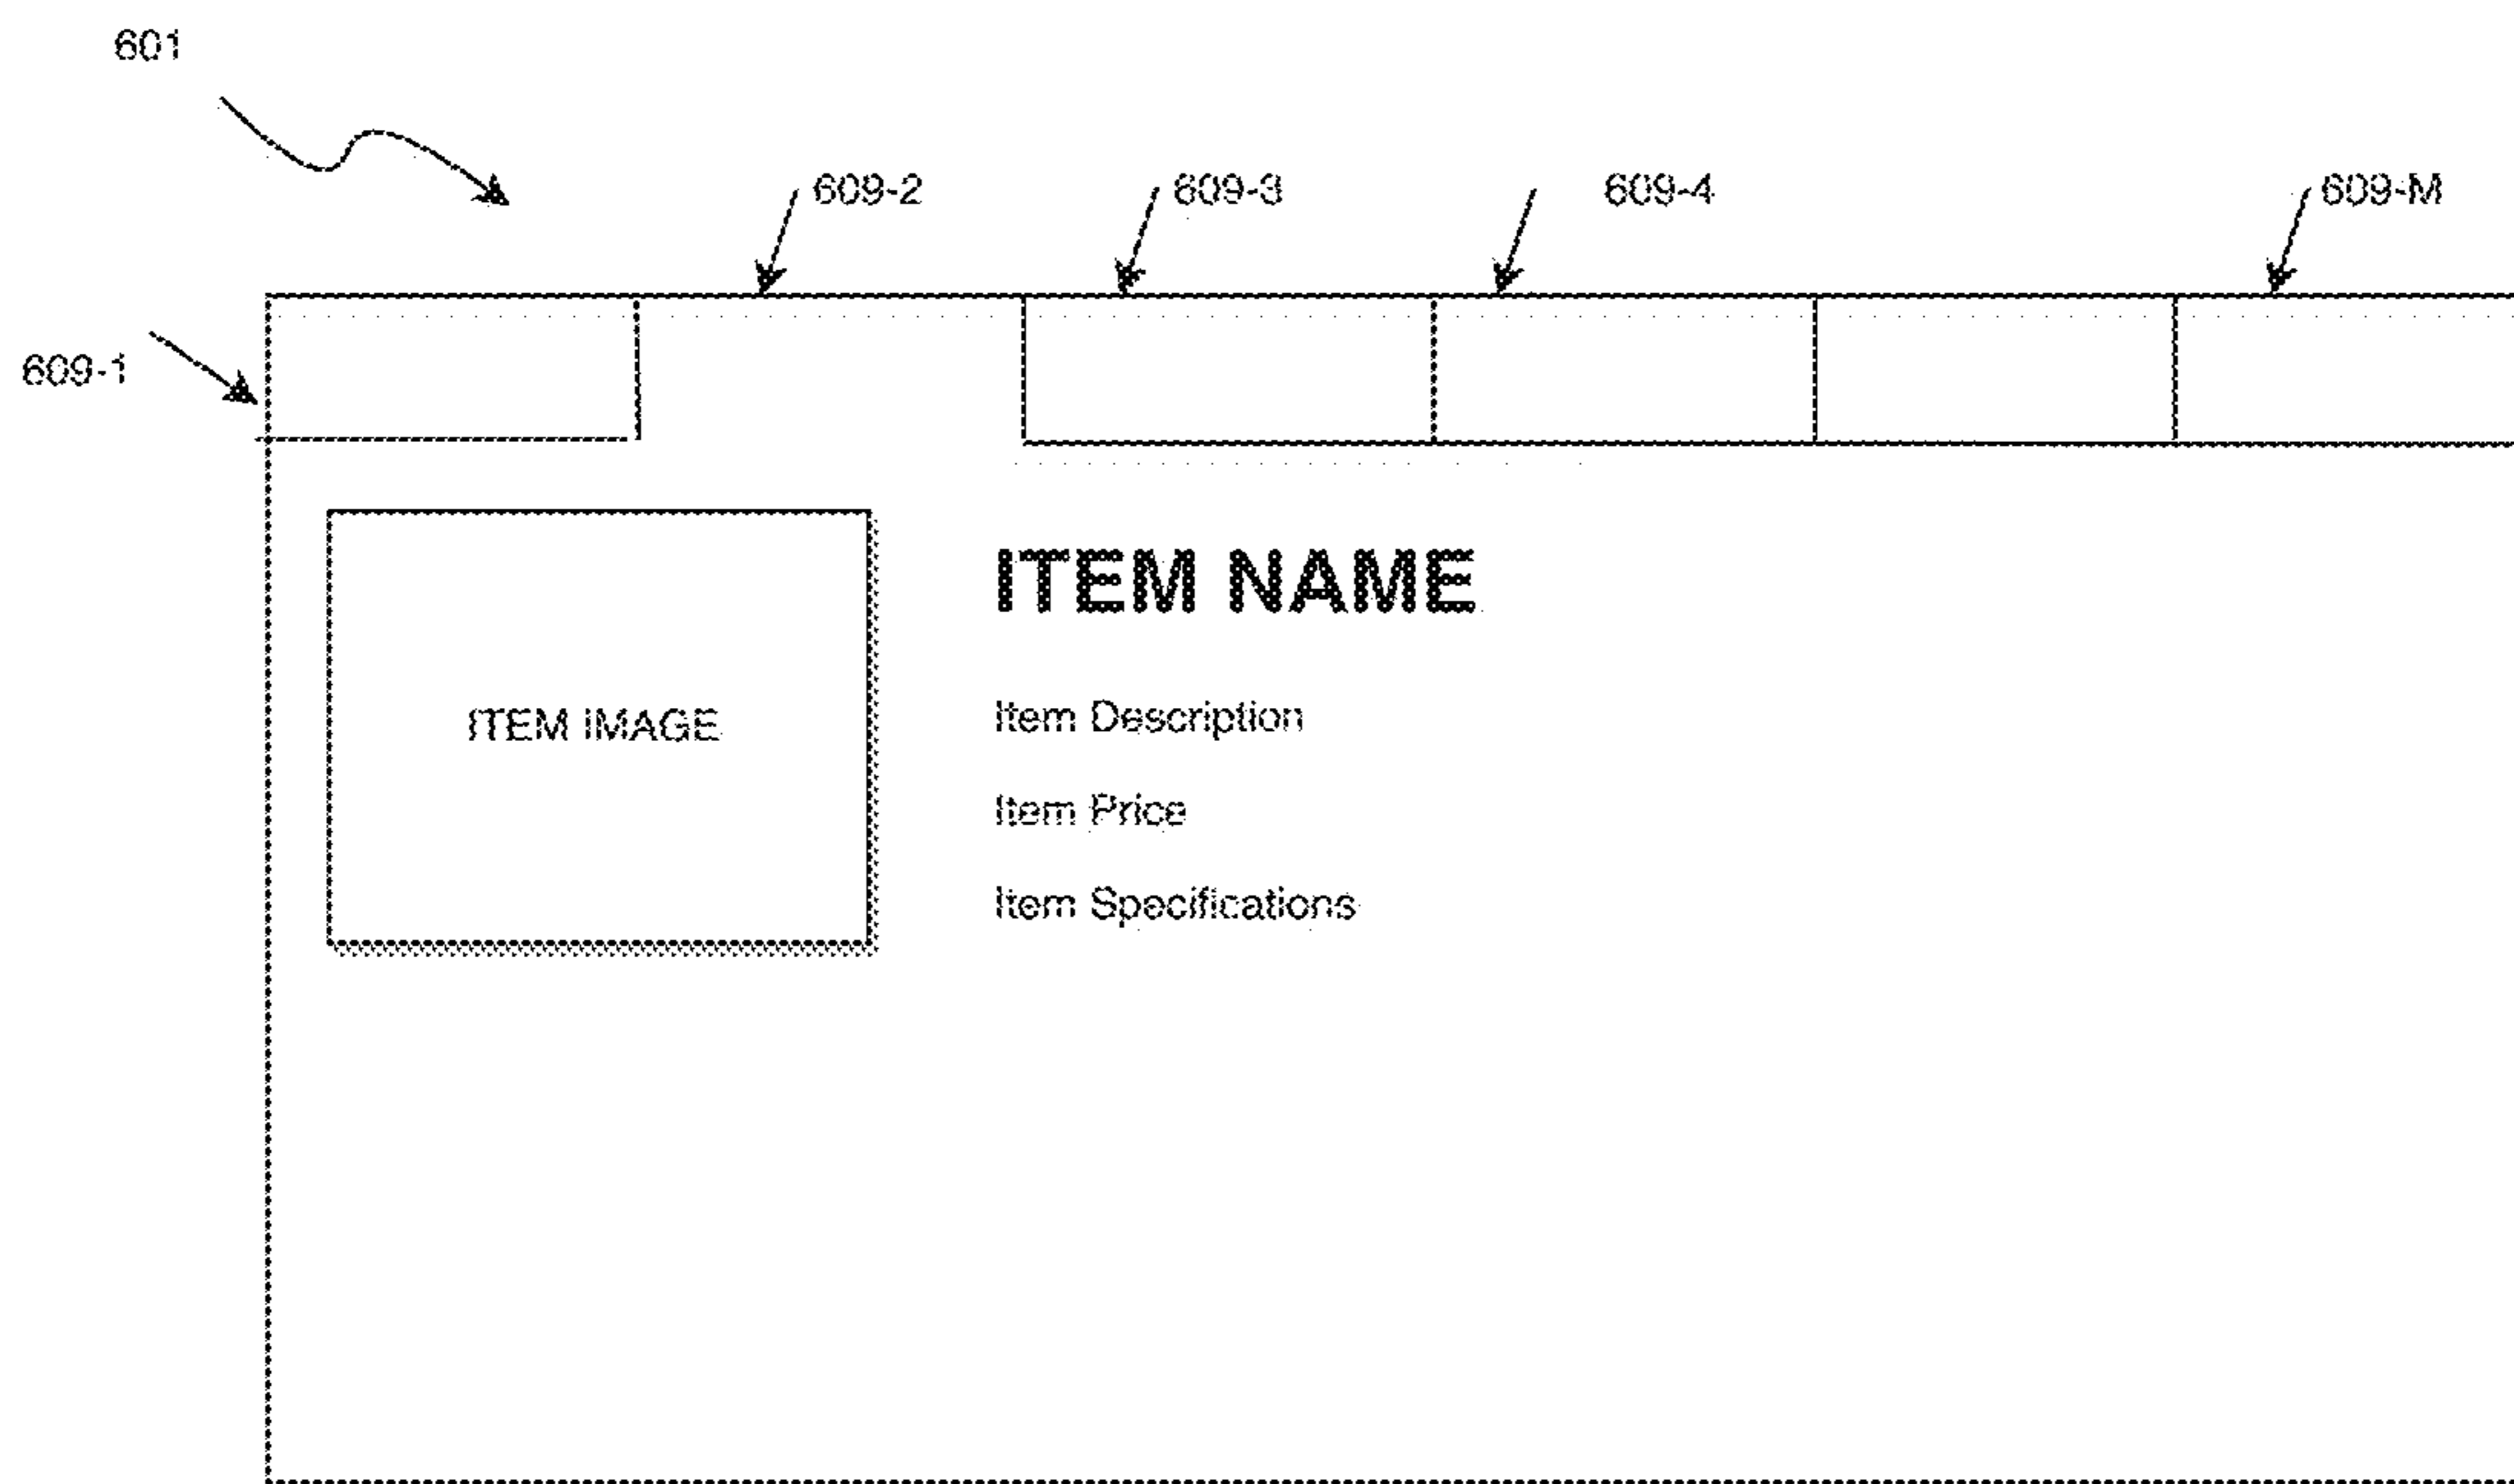 601
609-2
609-3
609-4
609-M
609-1
ITEM NAME
ITEM IMAGE
Item Description
Item Price
Item Specifications